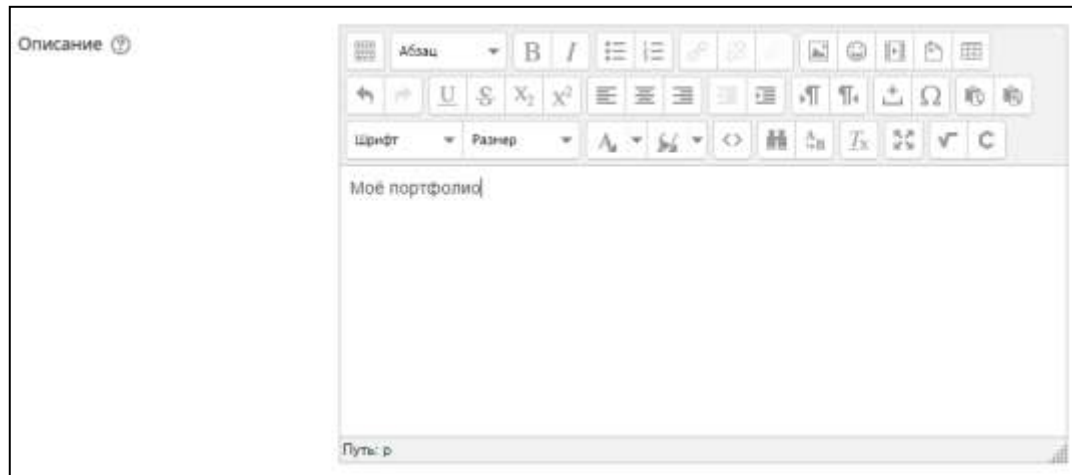 Описание
Абзац
Шрифт Размер
Моё портфолио
Путь: p